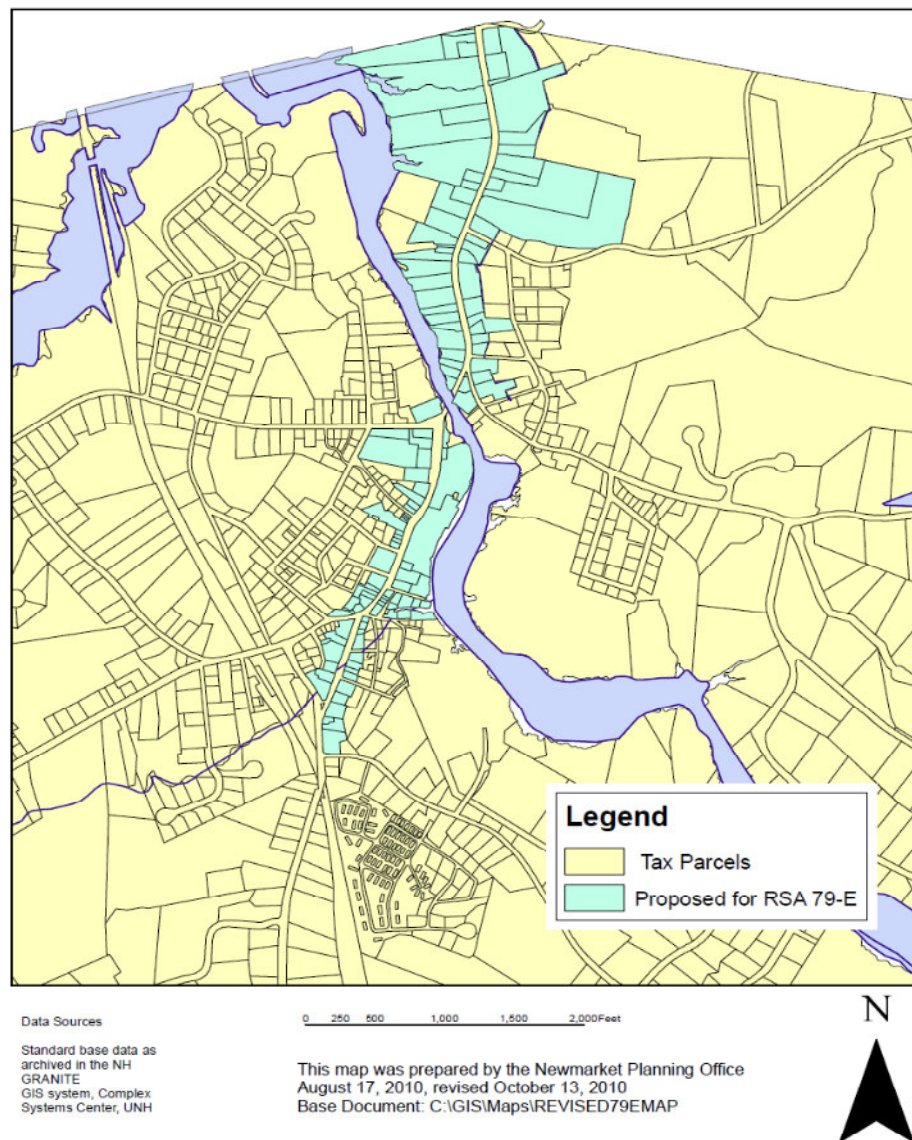 Legend
Tax Parcels
Proposed for RSA 79-E
Data Sources
Standard base data as
archived in the NH
GRANITE
GIS system, Complex
Systems Center, UNH
0 250 500 1,000 1,500 2,000Feet
This map was prepared by the Newmarket Planning Office
August 17, 2010, revised October 13, 2010
Base Document: C:\GIS\Maps\REVISED79EMAP
N